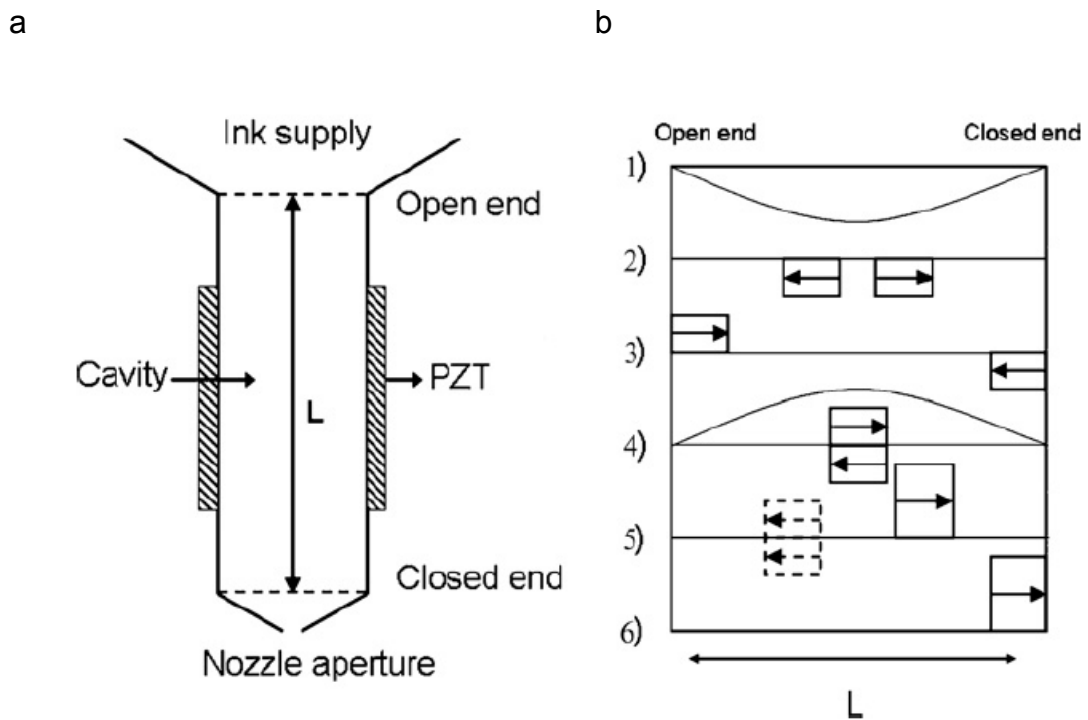 a
b
Ink supply
Open end
Cavity
PZT
L
Closed end
Nozzle aperture
Open end
Closed end
1)
2)
3)
4)
5)
6)
L